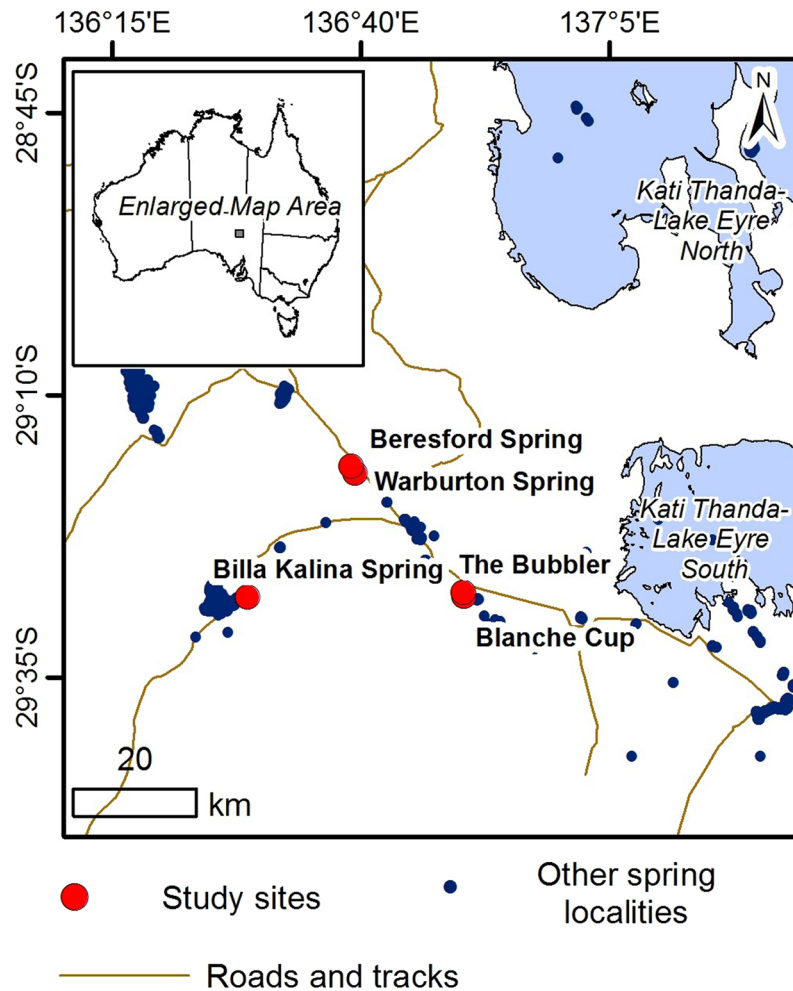 136°15'E
136°40'E
137°5'E
28°45'S
29°10'S
29°35'S
N
Enlarged Map Area
Kati Thanda-
Lake Eyre
North
Beresford Spring
Warburton Spring
Kati Thanda-
Lake Eyre
South
Billa Kalina Spring
The Bubbler
Blanche Cup
20
km
Study sites
Other spring
localities
Roads and tracks